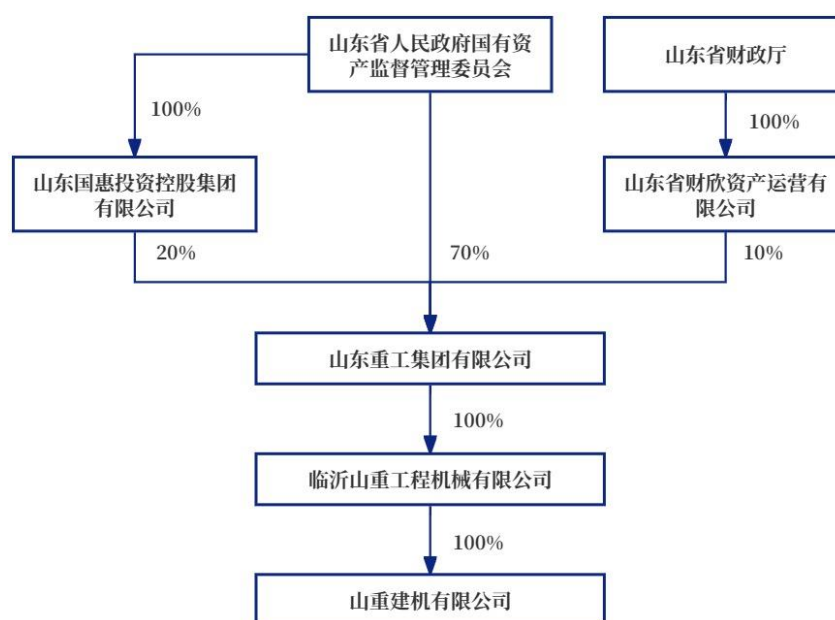 山东省人民政府国有资
产监督管理委员会
山东省财政厅
100%
100%
山东国惠投资控股集团
有限公司
山东省财欣资产运营有
限公司
20%
70%
10%
山东重工集团有限公司
100%
临沂山重工程机械有限公司
100%
山重建机有限公司